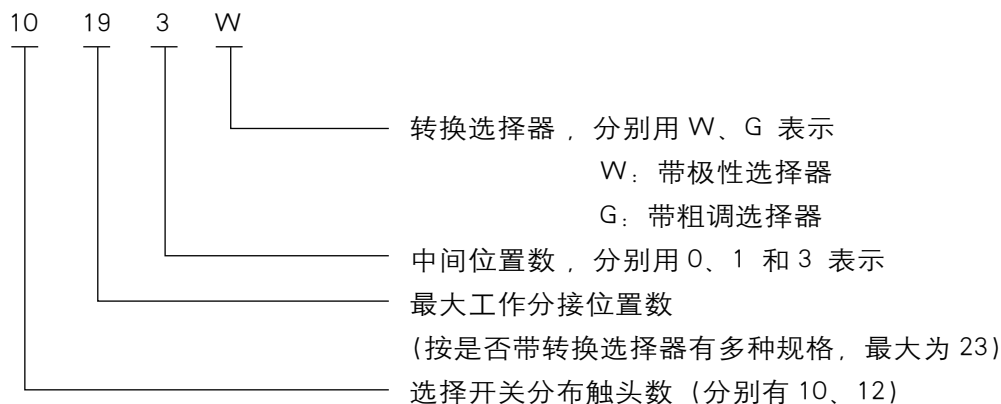 10 19 3 W
转换选择器，分别用 W、G 表示
W：带极性选择器
G：带粗调选择器
中间位置数，分别用 0、1 和 3 表示
最大工作分接位置数
(按是否带转换选择器有多种规格，最大为 23)
选择开关分布触头数 (分别有 10、12)